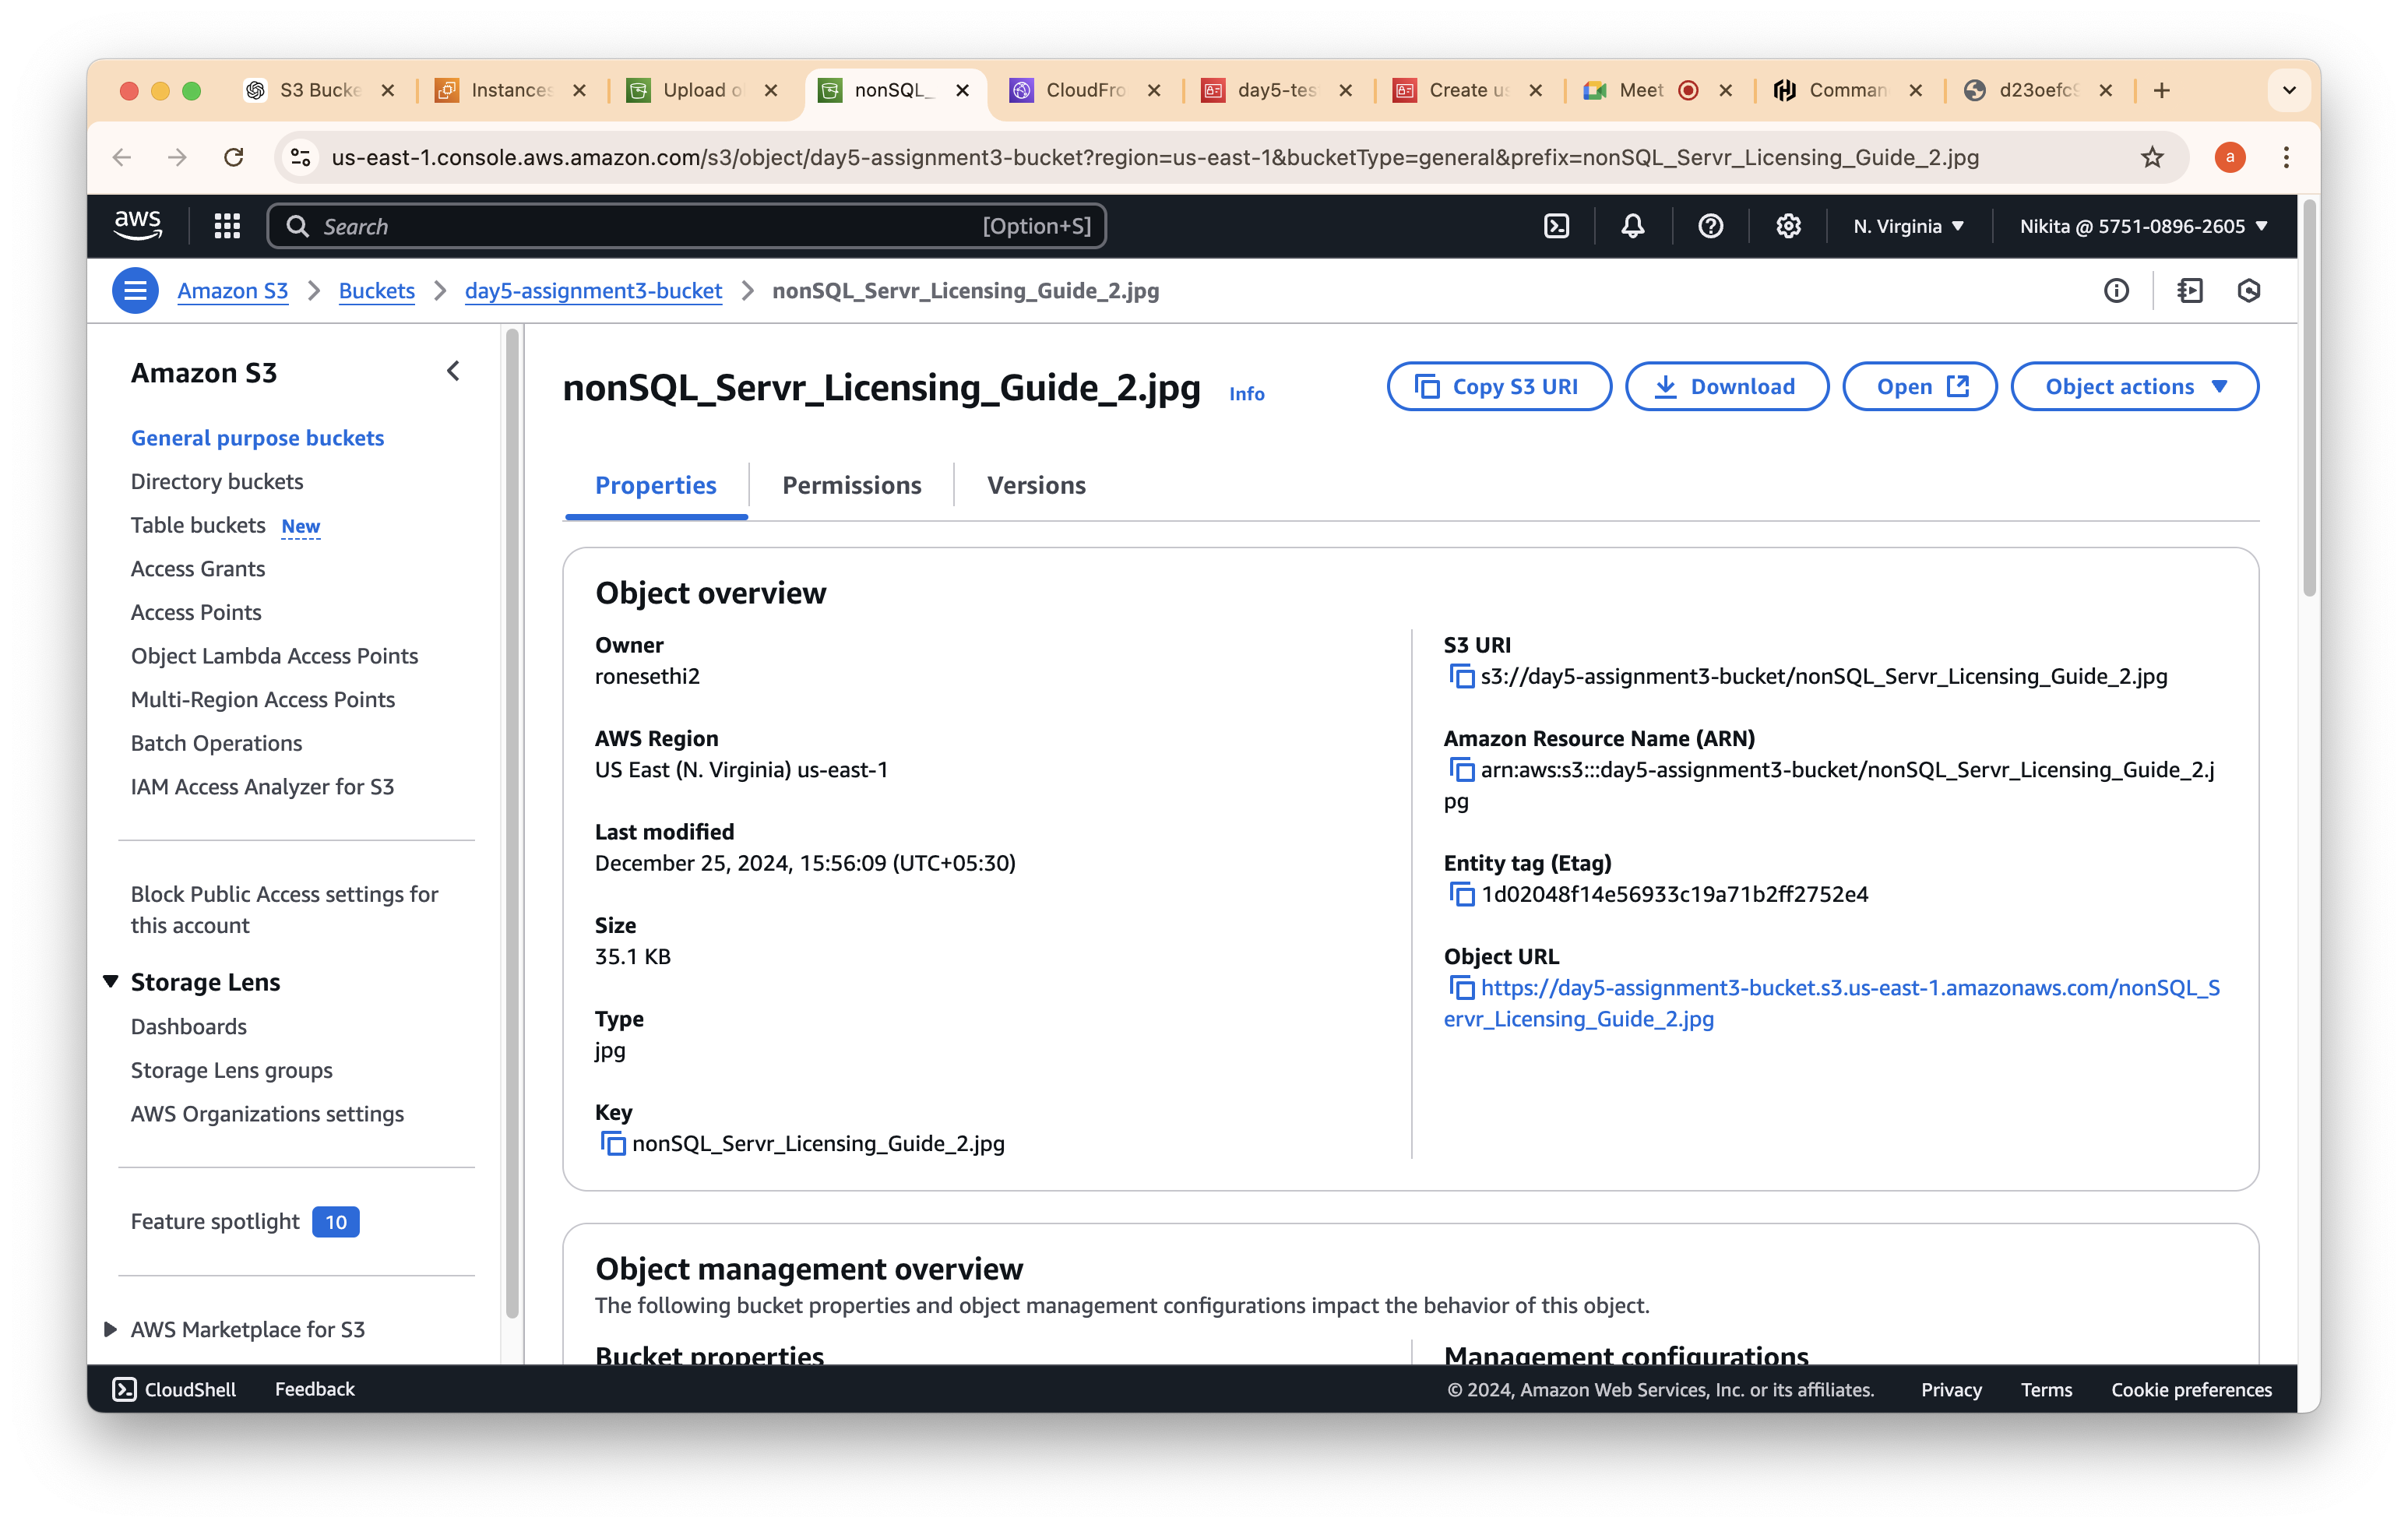 S3 Bucke
Instances
Upload o
nonSQL_
CloudFro
day5-tes
Create us
Meet
Comman
d23oefc9
us-east-1.console.aws.amazon.com/s3/object/day5-assignment3-bucket?region=us-east-1&bucketType=general&prefix=nonSQL_Servr_Licensing_Guide_2.jpg
a
aws
Search
[Option+S]
N. Virginia
Nikita @ 5751-0896-2605
Amazon S3
Buckets
day5-assignment3-bucket
nonSQL_Servr_Licensing_Guide_2.jpg
Amazon S3
General purpose buckets
Directory buckets
Table buckets New
Access Grants
Access Points
Object Lambda Access Points
Multi-Region Access Points
Batch Operations
IAM Access Analyzer for S3
Block Public Access settings for
this account
Storage Lens
Dashboards
Storage Lens groups
AWS Organizations settings
Feature spotlight 10
AWS Marketplace for S3
nonSQL_Servr_Licensing_Guide_2.jpg Info
Copy S3 URI
Download
Open
Object actions
Properties
Permissions
Versions
Object overview
Owner
ronesethi2
AWS Region
US East (N. Virginia) us-east-1
Last modified
December 25, 2024, 15:56:09 (UTC+05:30)
Size
35.1 KB
Type
jpg
Key
nonSQL_Servr_Licensing_Guide_2.jpg
S3 URI
s3://day5-assignment3-bucket/nonSQL_Servr_Licensing_Guide_2.jpg
Amazon Resource Name (ARN)
arn:aws:s3:::day5-assignment3-bucket/nonSQL_Servr_Licensing_Guide_2.j
pg
Entity tag (Etag)
1d02048f14e56933c19a71b2ff2752e4
Object URL
https://day5-assignment3-bucket.s3.us-east-1.amazonaws.com/nonSQL_S
ervr_Licensing_Guide_2.jpg
Object management overview
The following bucket properties and object management configurations impact the behavior of this object.
Bucket properties
Management configurations
CloudShell
Feedback
© 2024, Amazon Web Services, Inc. or its affiliates.
Privacy
Terms
Cookie preferences